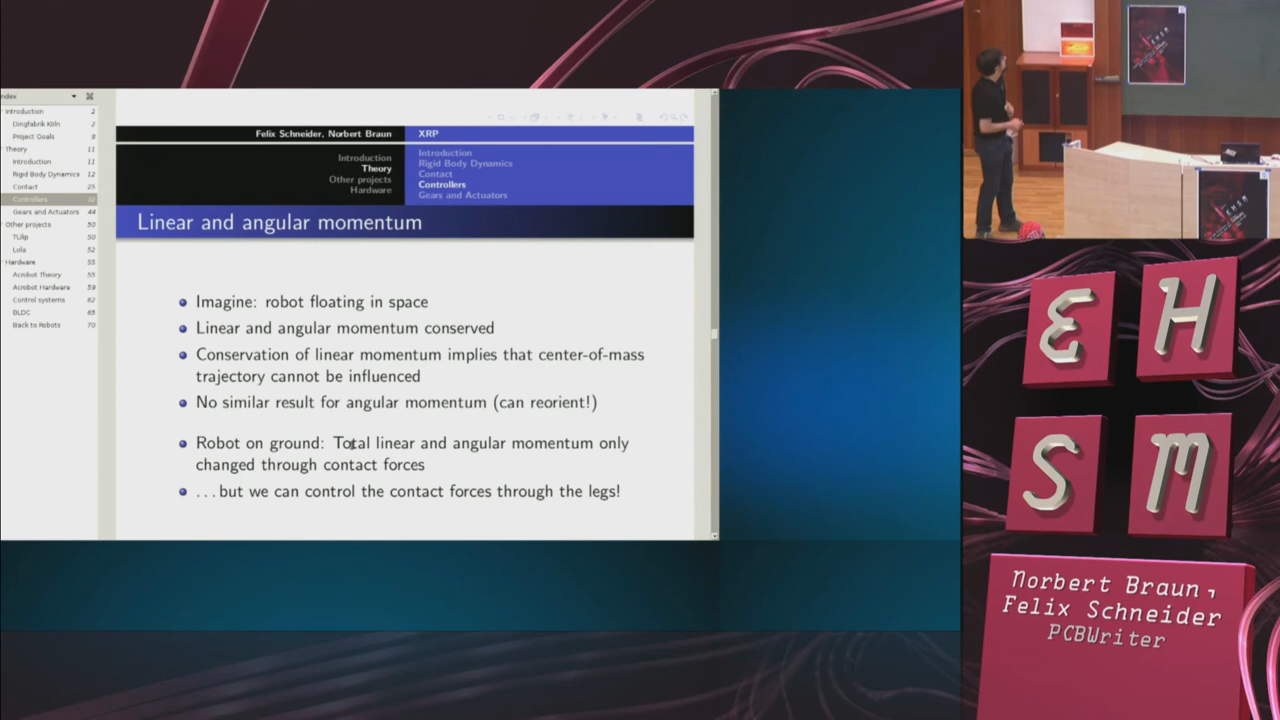 ndex
Introduction 2
Dingfabrik Köln 2
Project Goals 8
Theory 11
Introduction 11
Rigid Body Dynamics 12
Contact 25
Controllers 32
Gears and Actuators 44
Other projects 50
TUlip 50
Lola 52
Hardware 55
Acrobot Theory 55
Acrobot Hardware 59
Control systems 62
BLDC 65
Back to Robots 70
Felix Schneider, Norbert Braun
XRP
Introduction
Theory
Other projects
Hardware
Introduction
Rigid Body Dynamics
Contact
Controllers
Gears and Actuators
Linear and angular momentum
Imagine: robot floating in space
Linear and angular momentum conserved
Conservation of linear momentum implies that center-of-mass
trajectory cannot be influenced
No similar result for angular momentum (can reorient!)
Robot on ground: Total linear and angular momentum only
changed through contact forces
...but we can control the contact forces through the legs!
EH
SM
Norbert Braun,
Felix Schneider
PCBWriter